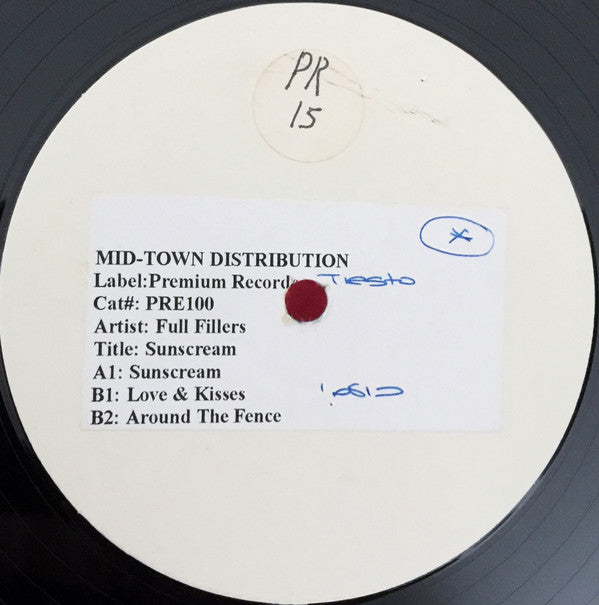 PR
15
*
MID-TOWN DISTRIBUTION
Label:Premium Record Tiesto
Cat#: PRE100
Artist: Full Fillers
Title: Sunscream
A1: Sunscream
B1: Love & Kisses
B2: Around The Fence